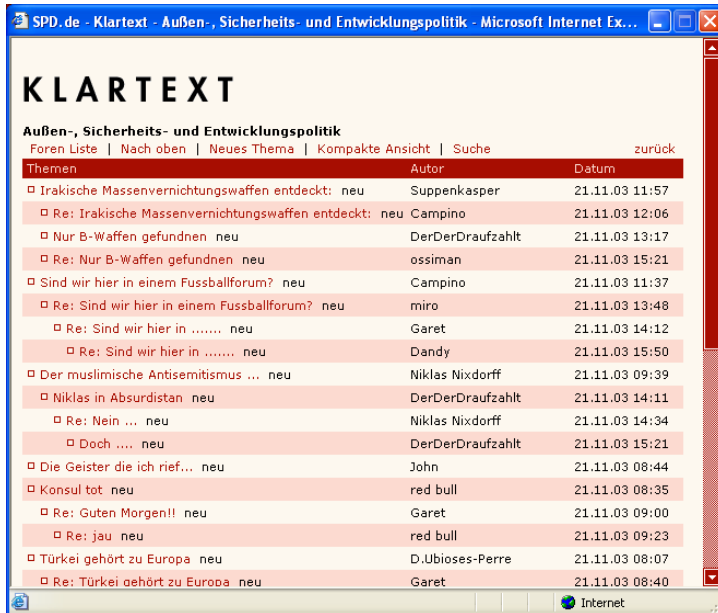 SPD.de - Klartext - Außen-, Sicherheits- und Entwicklungspolitik - Microsoft Internet Ex...
KLARTEXT
Außen-, Sicherheits- und Entwicklungspolitik
Foren Liste | Nach oben | Neues Thema | Kompakte Ansicht | Suche zurück
Themen Autor Datum
Irakische Massenvernichtungswaffen entdeckt: neu Suppenkasper 21.11.03 11:57
Re: Irakische Massenvernichtungswaffen entdeckt: neu Campino 21.11.03 12:06
Nur B-Waffen gefundnen neu DerDerDraufzahlt 21.11.03 13:17
Re: Nur B-Waffen gefundnen neu ossiman 21.11.03 15:21
Sind wir hier in einem Fussballforum? neu Campino 21.11.03 11:37
Re: Sind wir hier in einem Fussballforum? neu miro 21.11.03 13:48
Re: Sind wir hier in ....... neu Garet 21.11.03 14:12
Re: Sind wir hier in ....... neu Dandy 21.11.03 15:50
Der muslimische Antisemitismus ... neu Niklas Nixdorff 21.11.03 09:39
Niklas in Absurdistan neu DerDerDraufzahlt 21.11.03 14:11
Re: Nein ... neu Niklas Nixdorff 21.11.03 14:34
Doch .... neu DerDerDraufzahlt 21.11.03 15:21
Die Geister die ich rief... neu John 21.11.03 08:44
Konsul tot neu red bull 21.11.03 08:35
Re: Guten Morgen!! neu Garet 21.11.03 09:00
Re: jau neu red bull 21.11.03 09:23
Türkei gehört zu Europa neu D.Ubioses-Perre 21.11.03 08:07
Re: Türkei gehört zu Europa neu Garet 21.11.03 08:40
Internet